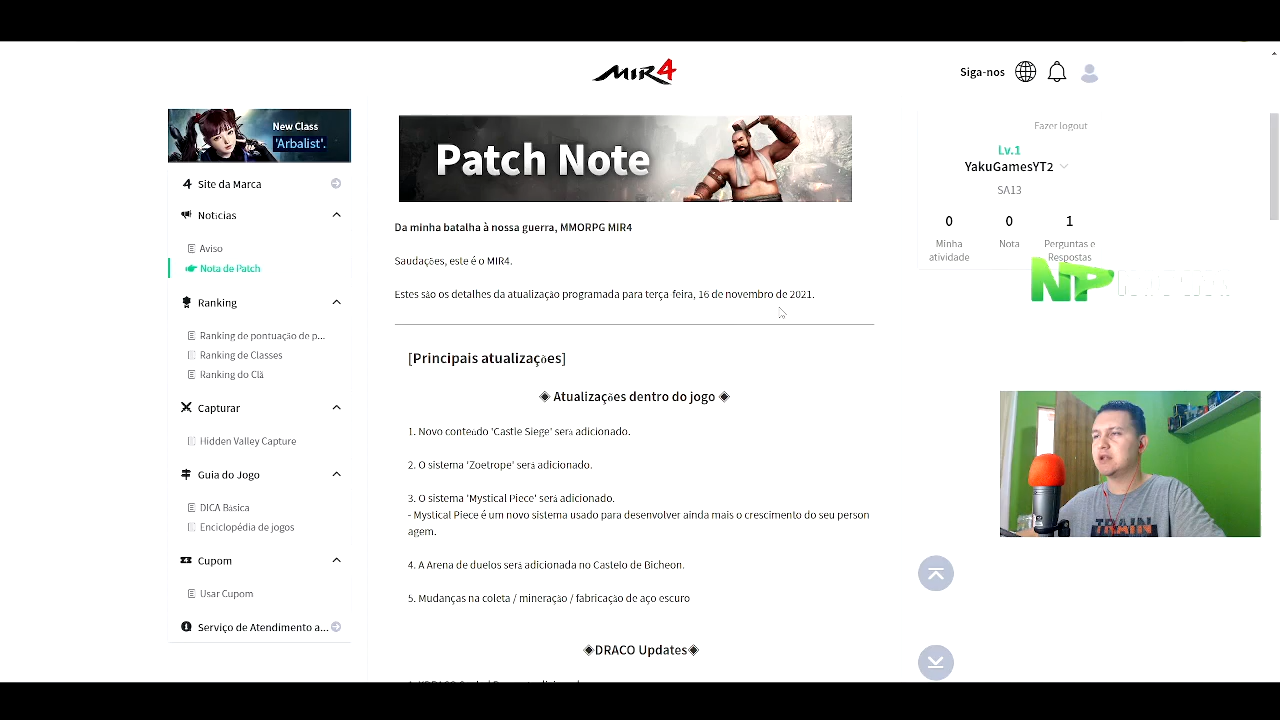 MIR4
Siga-nos
New Class
'Arbalist'.
Site da Marca
Notícias
Aviso
Nota de Patch
Ranking
Ranking de pontuação de p...
Ranking de Classes
Ranking do Clã
Capturar
Hidden Valley Capture
Guia do Jogo
DICA Básica
Enciclopédia de jogos
Cupom
Usar Cupom
Serviço de Atendimento a...
Patch Note
Da minha batalha à nossa guerra, MMORPG MIR4
Saudações, este é o MIR4.
Estes são os detalhes da atualização programada para terça-feira, 16 de novembro de 2021.
[Principais atualizações]
◈ Atualizações dentro do jogo ◈
1. Novo conteúdo 'Castle Siege' será adicionado.
2. O sistema 'Zoetrope' será adicionado.
3. O sistema 'Mystical Piece' será adicionado.
- Mystical Piece é um novo sistema usado para desenvolver ainda mais o crescimento do seu person
agem.
4. A Arena de duelos será adicionada no Castelo de Bicheon.
5. Mudanças na coleta / mineração / fabricação de aço escuro
◈DRACO Updates◈
Fazer logout
Lv.1
YakuGamesYT2
SA13
0 0 1
Minha Nota Perguntas e
atividade Respostas
NP
TRAIN